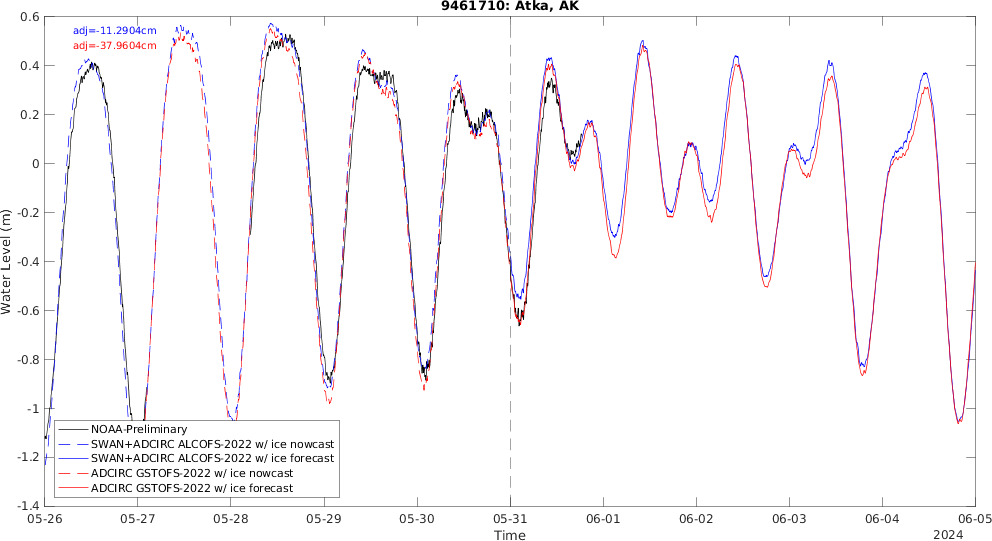 9461710: Atka, AK
adj=-11.2904cm
adj=-37.9604cm
0.6
0.4
0.2
0
-0.2
-0.4
-0.6
-0.8
-1
-1.2
-1.4
Water Level (m)
NOAA-Preliminary
SWAN+ADCIRC ALCOFS-2022 w/ ice nowcast
SWAN+ADCIRC ALCOFS-2022 w/ ice forecast
ADCIRC GSTOFS-2022 w/ ice nowcast
ADCIRC GSTOFS-2022 w/ ice forecast
05-26 05-27 05-28 05-29 05-30 05-31 06-01 06-02 06-03 06-04 06-05
Time
2024